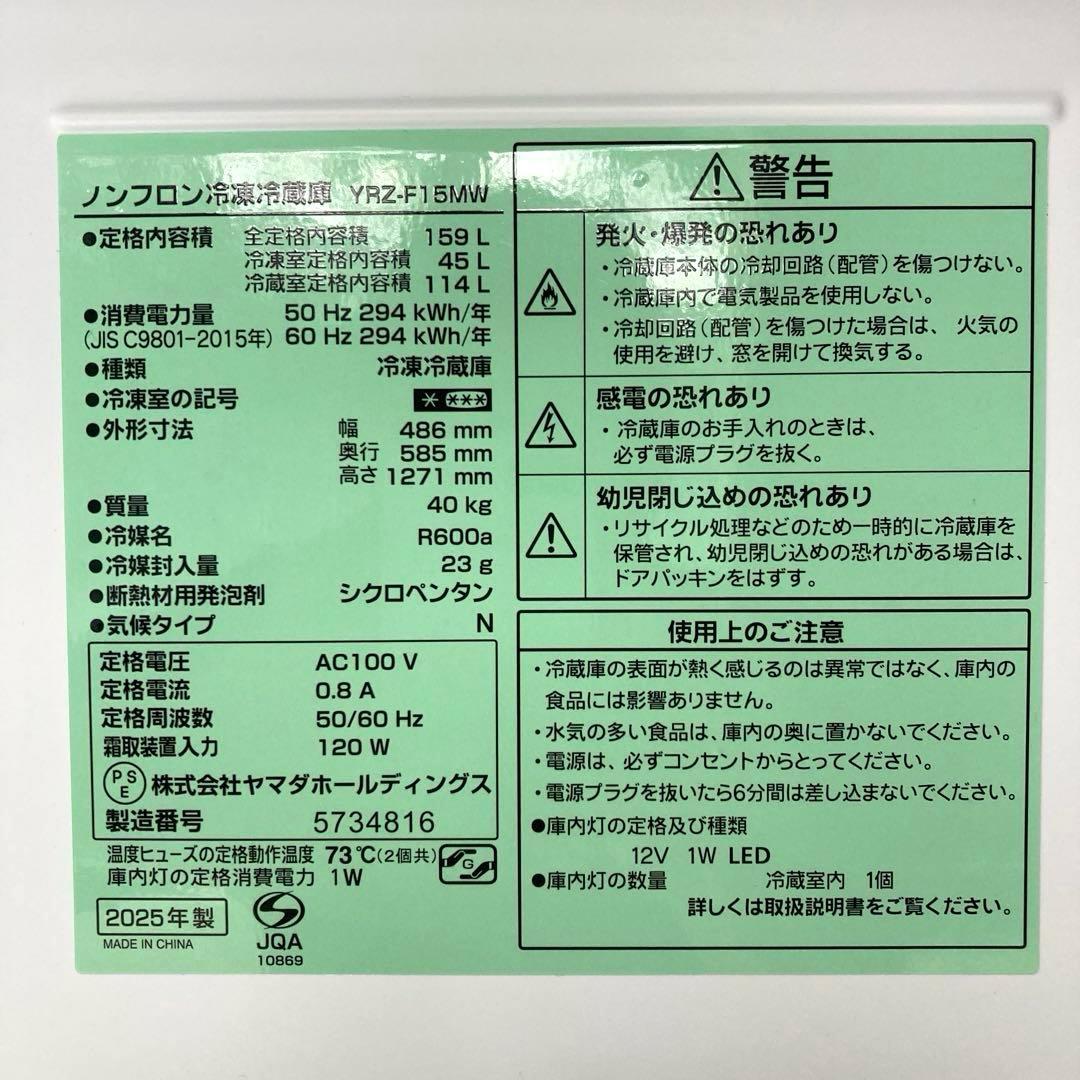 ノンフロン冷凍冷蔵庫 YRZ-F15MW
●定格内容積 全定格内容積 159 L
冷凍室定格内容積 45 L
冷蔵室定格内容積 114 L
●消費電力量 50 Hz 294 kWh/年
(JIS C9801-2015年) 60 Hz 294 kWh/年
●種類 冷凍冷蔵庫
●冷凍室の記号
●外形寸法 幅 486 mm
奥行 585 mm
高さ 1271 mm
●質量 40 kg
●冷媒名 R600a
●冷媒封入量 23 g
●断熱材用発泡剤 シクロペンタン
●気候タイプ N
定格電圧 AC100 V
定格電流 0.8 A
定格周波数 50/60 Hz
霜取装置入力 120 W
PSE 株式会社ヤマダホールディングス
製造番号 5734816
温度ヒューズの定格動作温度 73℃(2個共)
庫内灯の定格消費電力 1W
G
2025年製
MADE IN CHINA
JQA
10869
警告
発火・爆発の恐れあり
・冷蔵庫本体の冷却回路(配管)を傷つけない。
・冷蔵庫内で電気製品を使用しない。
・冷却回路(配管)を傷つけた場合は、火気の
使用を避け、窓を開けて換気する。
感電の恐れあり
・冷蔵庫のお手入れのときは、
必ず電源プラグを抜く。
幼児閉じ込めの恐れあり
・リサイクル処理などのため一時的に冷蔵庫を
保管され、幼児閉じ込めの恐れがある場合は、
ドアパッキンをはずす。
使用上のご注意
・冷蔵庫の表面が熱く感じるのは異常ではなく、庫内の
食品には影響ありません。
・水気の多い食品は、庫内の奥に置かないでください。
・電源は、必ずコンセントからとってください。
・電源プラグを抜いたら6分間は差し込まないでください。
●庫内灯の定格及び種類
12V 1W LED
●庫内灯の数量 冷蔵室内 1個
詳しくは取扱説明書をご覧ください。